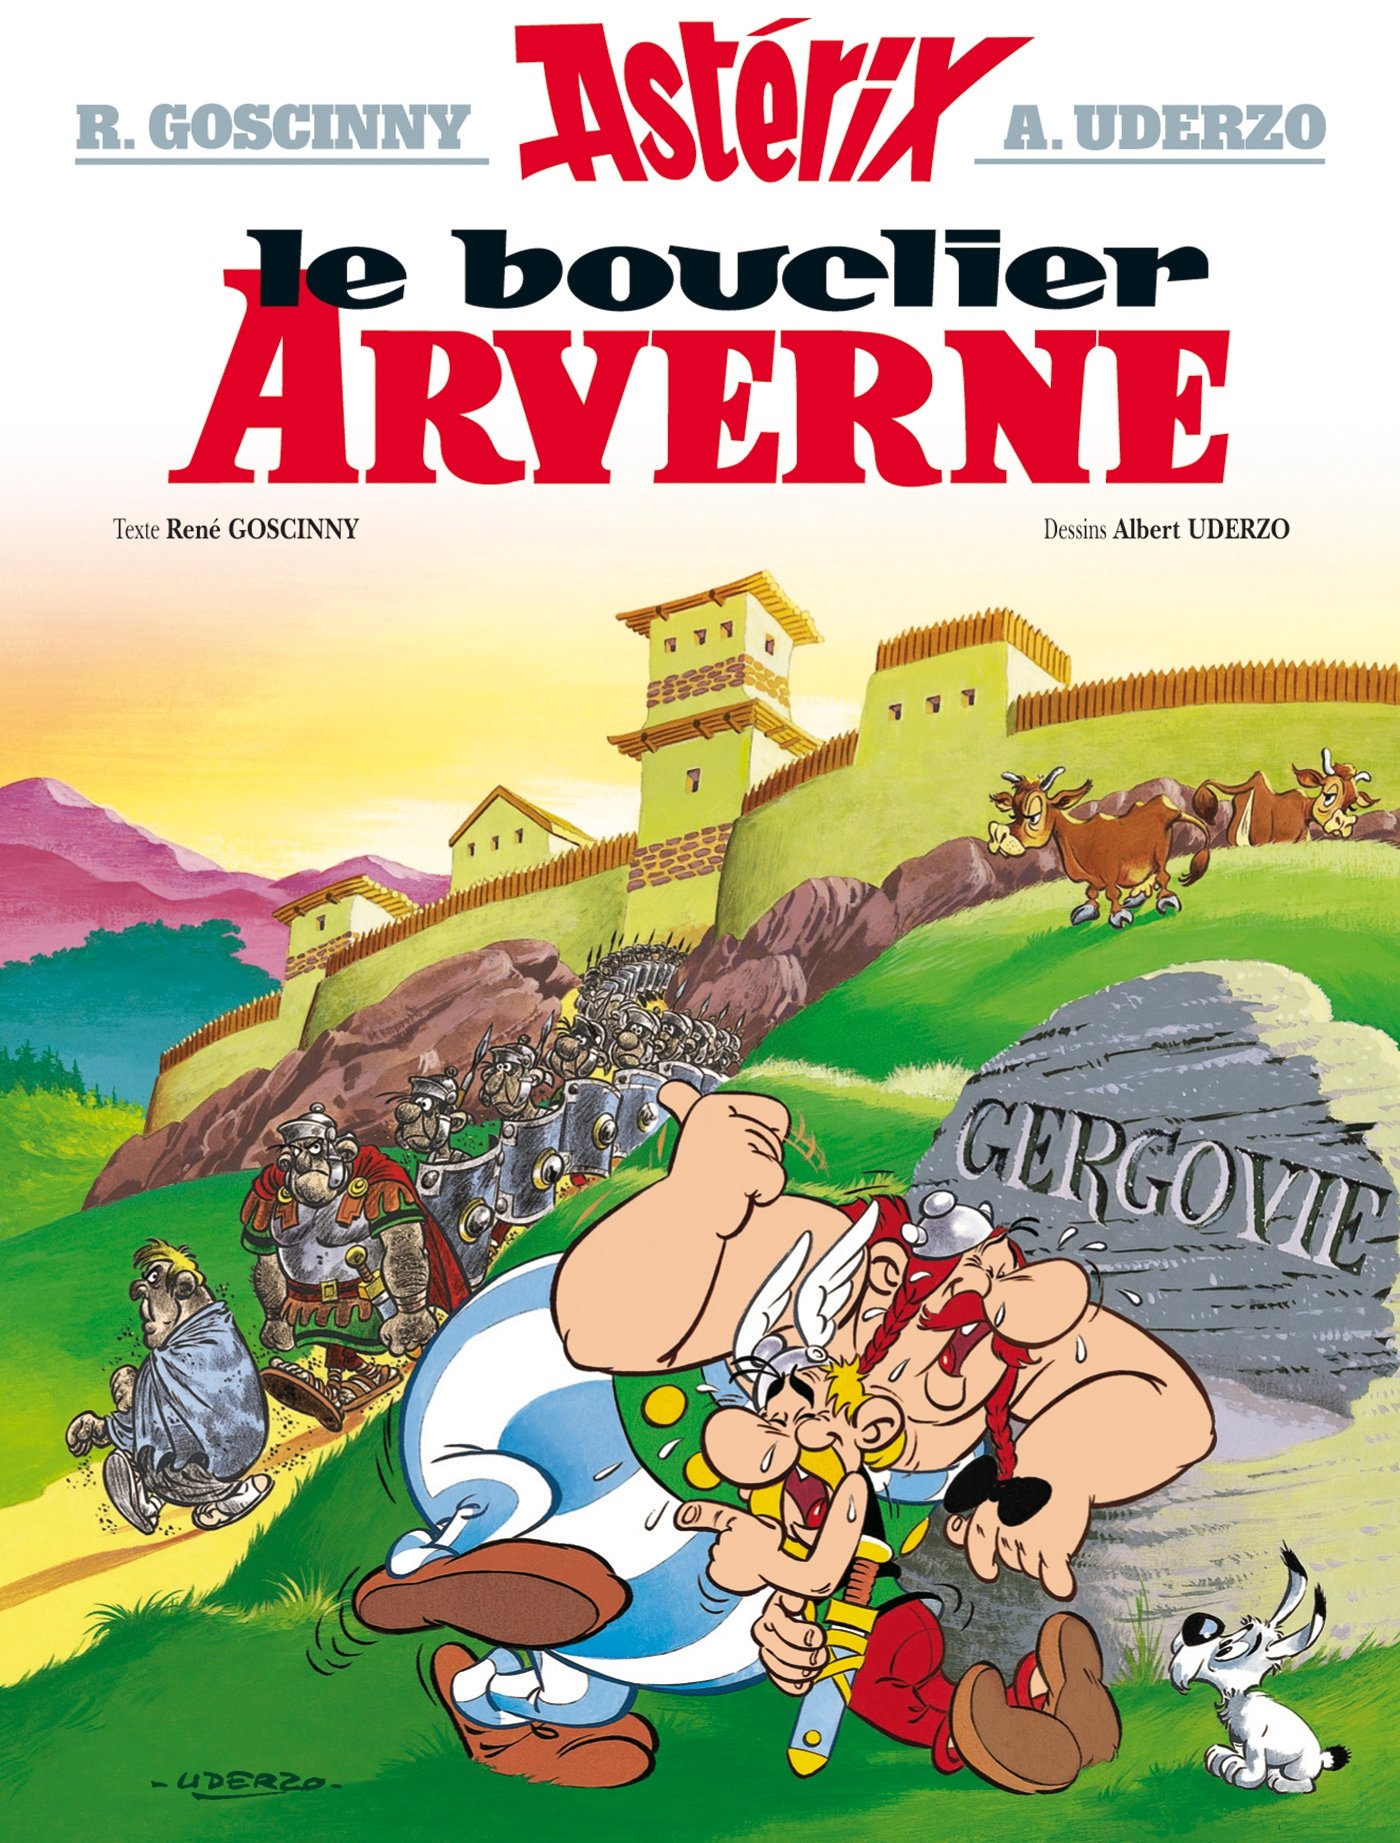 R. GOSCINNY
Astérix
A. UDERZO
le bouclier
ARVERNE
Texte René GOSCINNY
Dessins Albert UDERZO
GERGOVIE
-UDERZO-